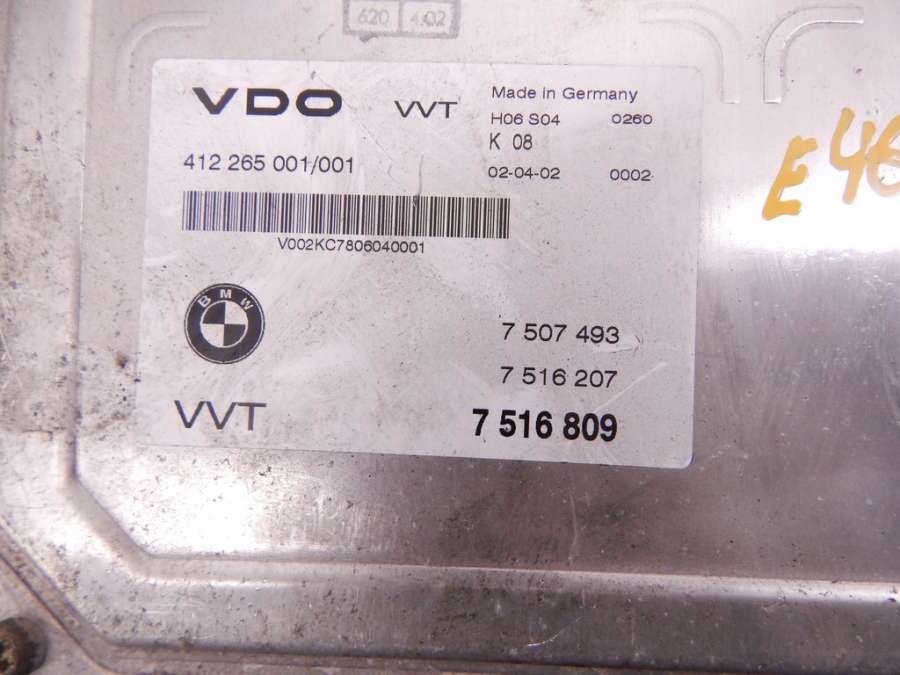 620 4.02
VDO VVT Made in Germany
H06 S04 0260
K 08
412 265 001/001
02-04-02 0002
V002KC7806040001
BMW
7 507 493
7 516 207
VVT 7 516 809
E46